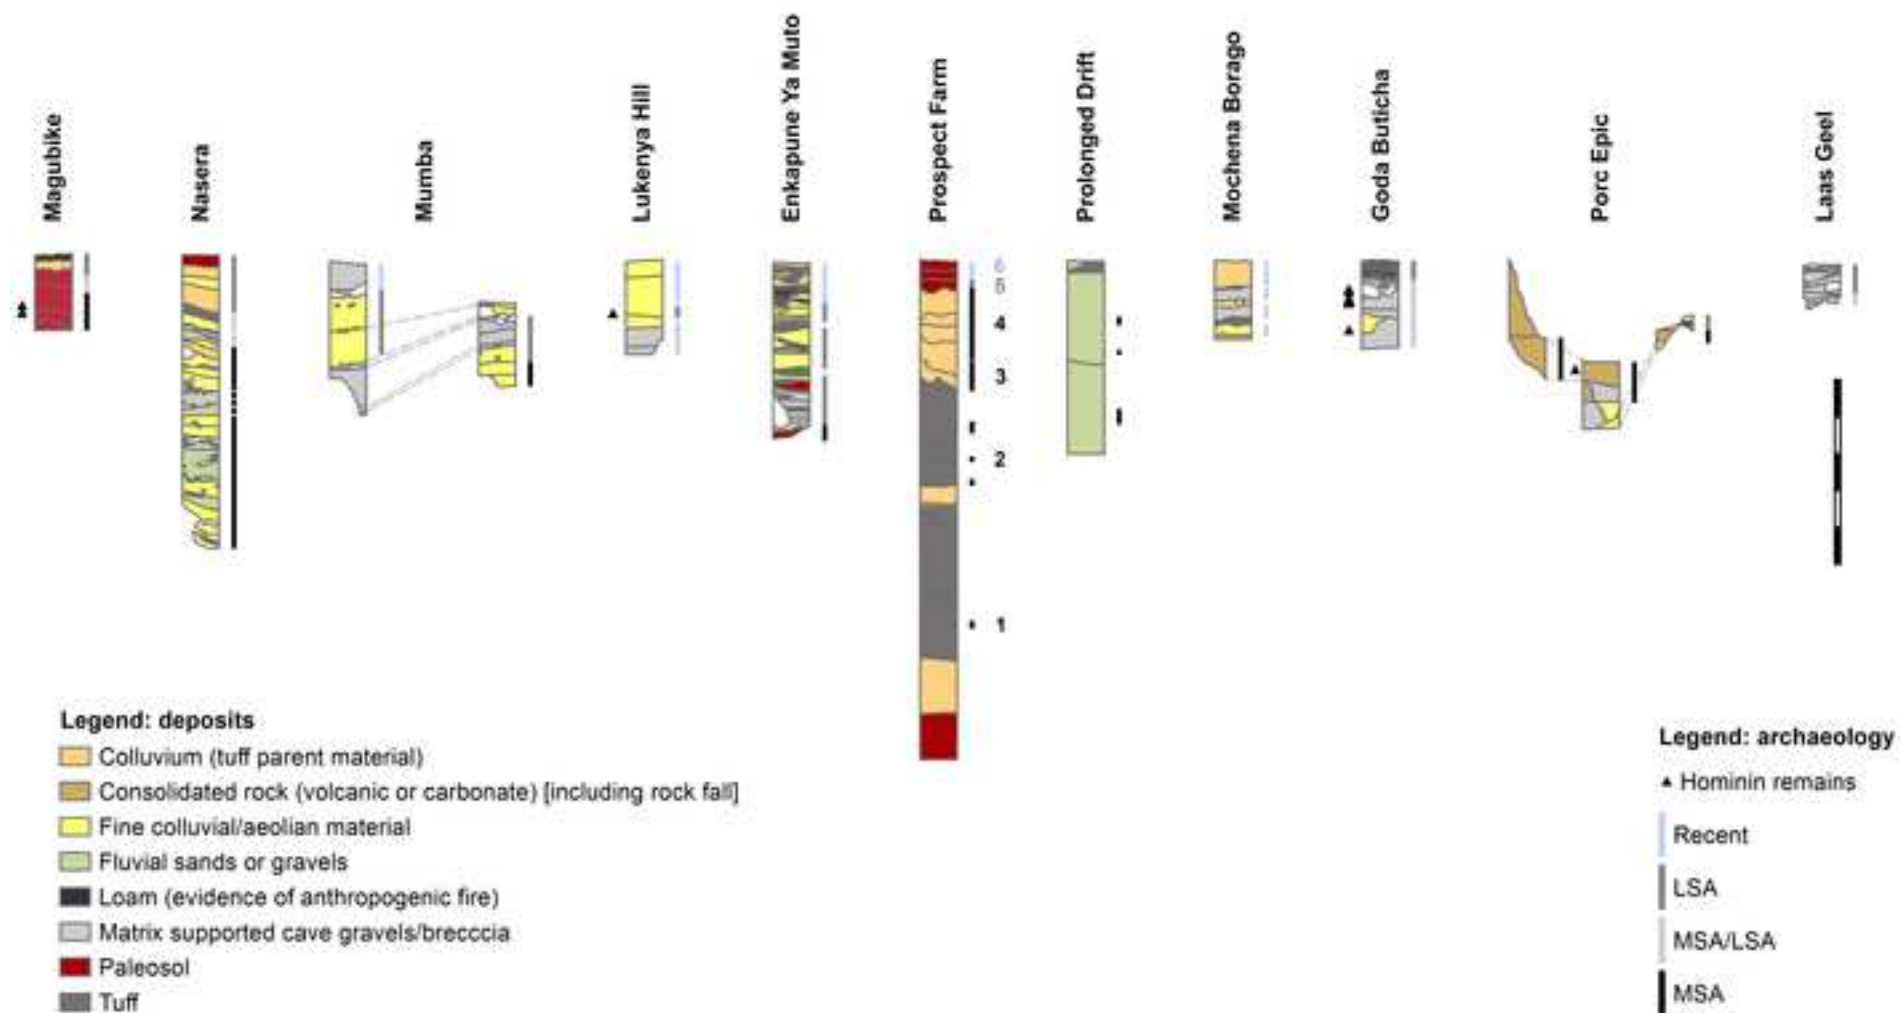 Magubike
Nasera
Mumba
Lukenya Hill
Enkapune Ya Muto
Prospect Farm
Prolonged Drift
Mochena Borago
Goda Buticha
Porc Epic
Laas Geel
6
5
4
3
2
1
Legend: deposits
Colluvium (tuff parent material)
Consolidated rock (volcanic or carbonate) [including rock fall]
Fine colluvial/aeolian material
Fluvial sands or gravels
Loam (evidence of anthropogenic fire)
Matrix supported cave gravels/brecccia
Paleosol
Tuff
Legend: archaeology
Hominin remains
Recent
LSA
MSA/LSA
MSA